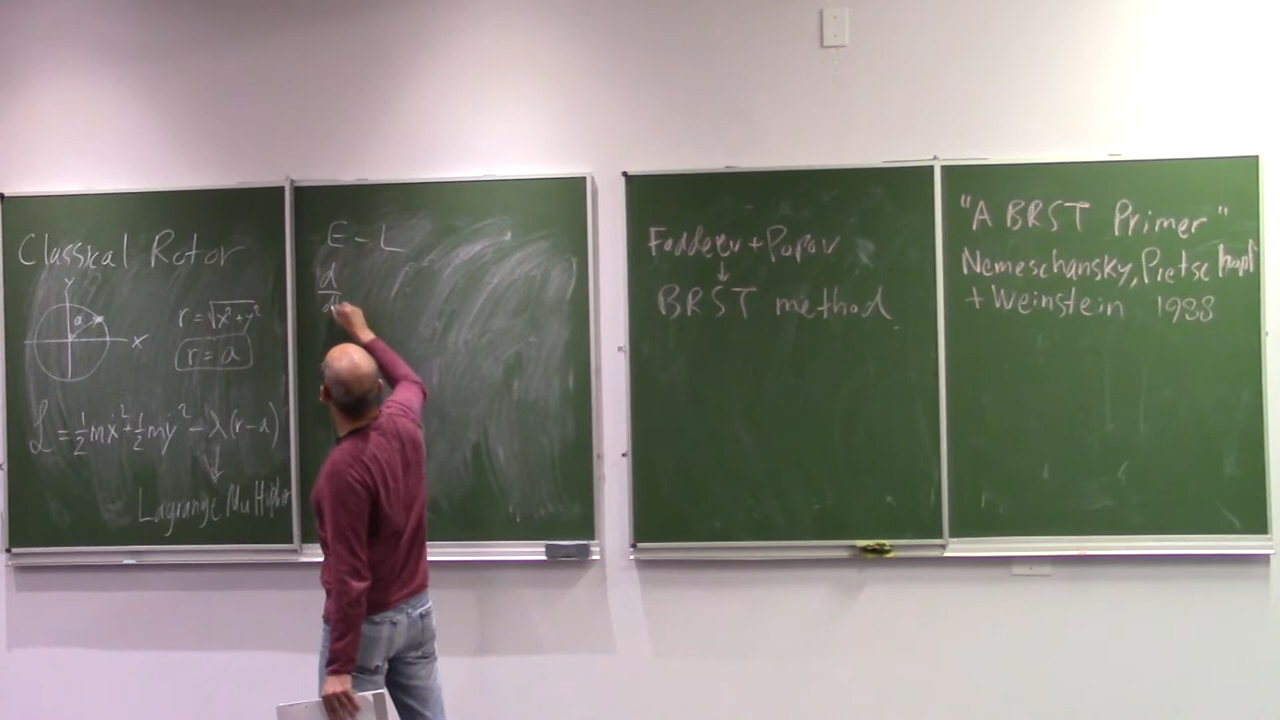 Classical Rotor
y
a
x
r = √x²+y²
r = a
ℒ = ½mẋ² + ½mẏ² - λ(r-a)
↓
Lagrange Multiplier
E-L
d
d
Faddeev + Popov
↓
BRST method
"A BRST Primer"
Nemeschansky, Pietschopf
+ Weinstein 1988